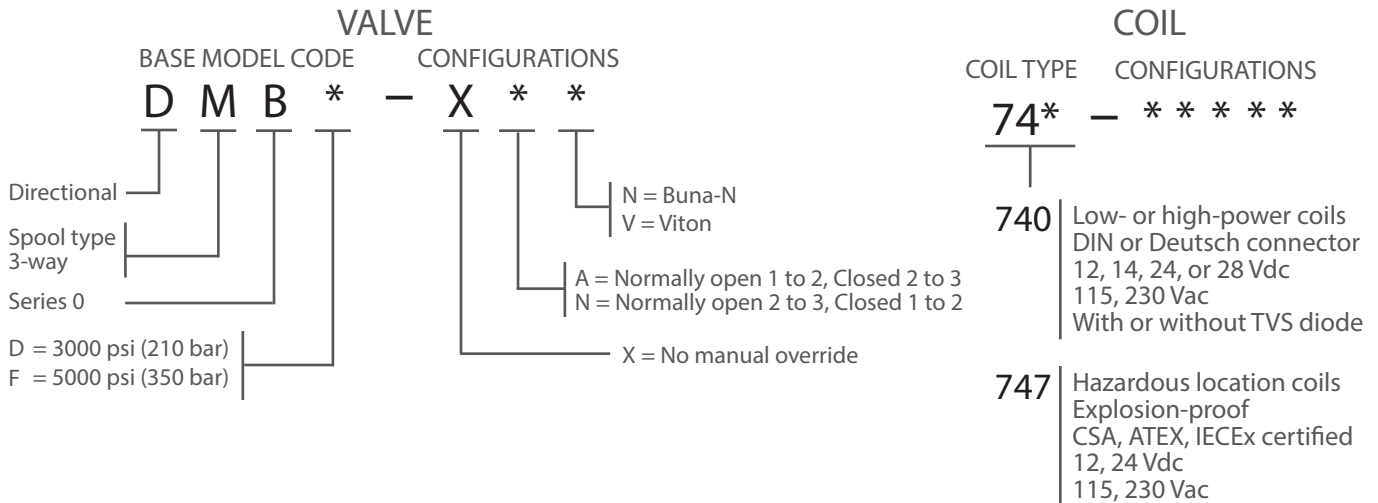 VALVE
BASE MODEL CODE
CONFIGURATIONS
D M B * – X * *
Directional
Spool type
3-way
Series 0
D = 3000 psi (210 bar)
F = 5000 psi (350 bar)
N = Buna-N
V = Viton
A = Normally open 1 to 2, Closed 2 to 3
N = Normally open 2 to 3, Closed 1 to 2
X = No manual override
COIL
COIL TYPE
CONFIGURATIONS
74* – * * * * *
740
Low- or high-power coils
DIN or Deutsch connector
12, 14, 24, or 28 Vdc
115, 230 Vac
With or without TVS diode
747
Hazardous location coils
Explosion-proof
CSA, ATEX, IECEx certified
12, 24 Vdc
115, 230 Vac